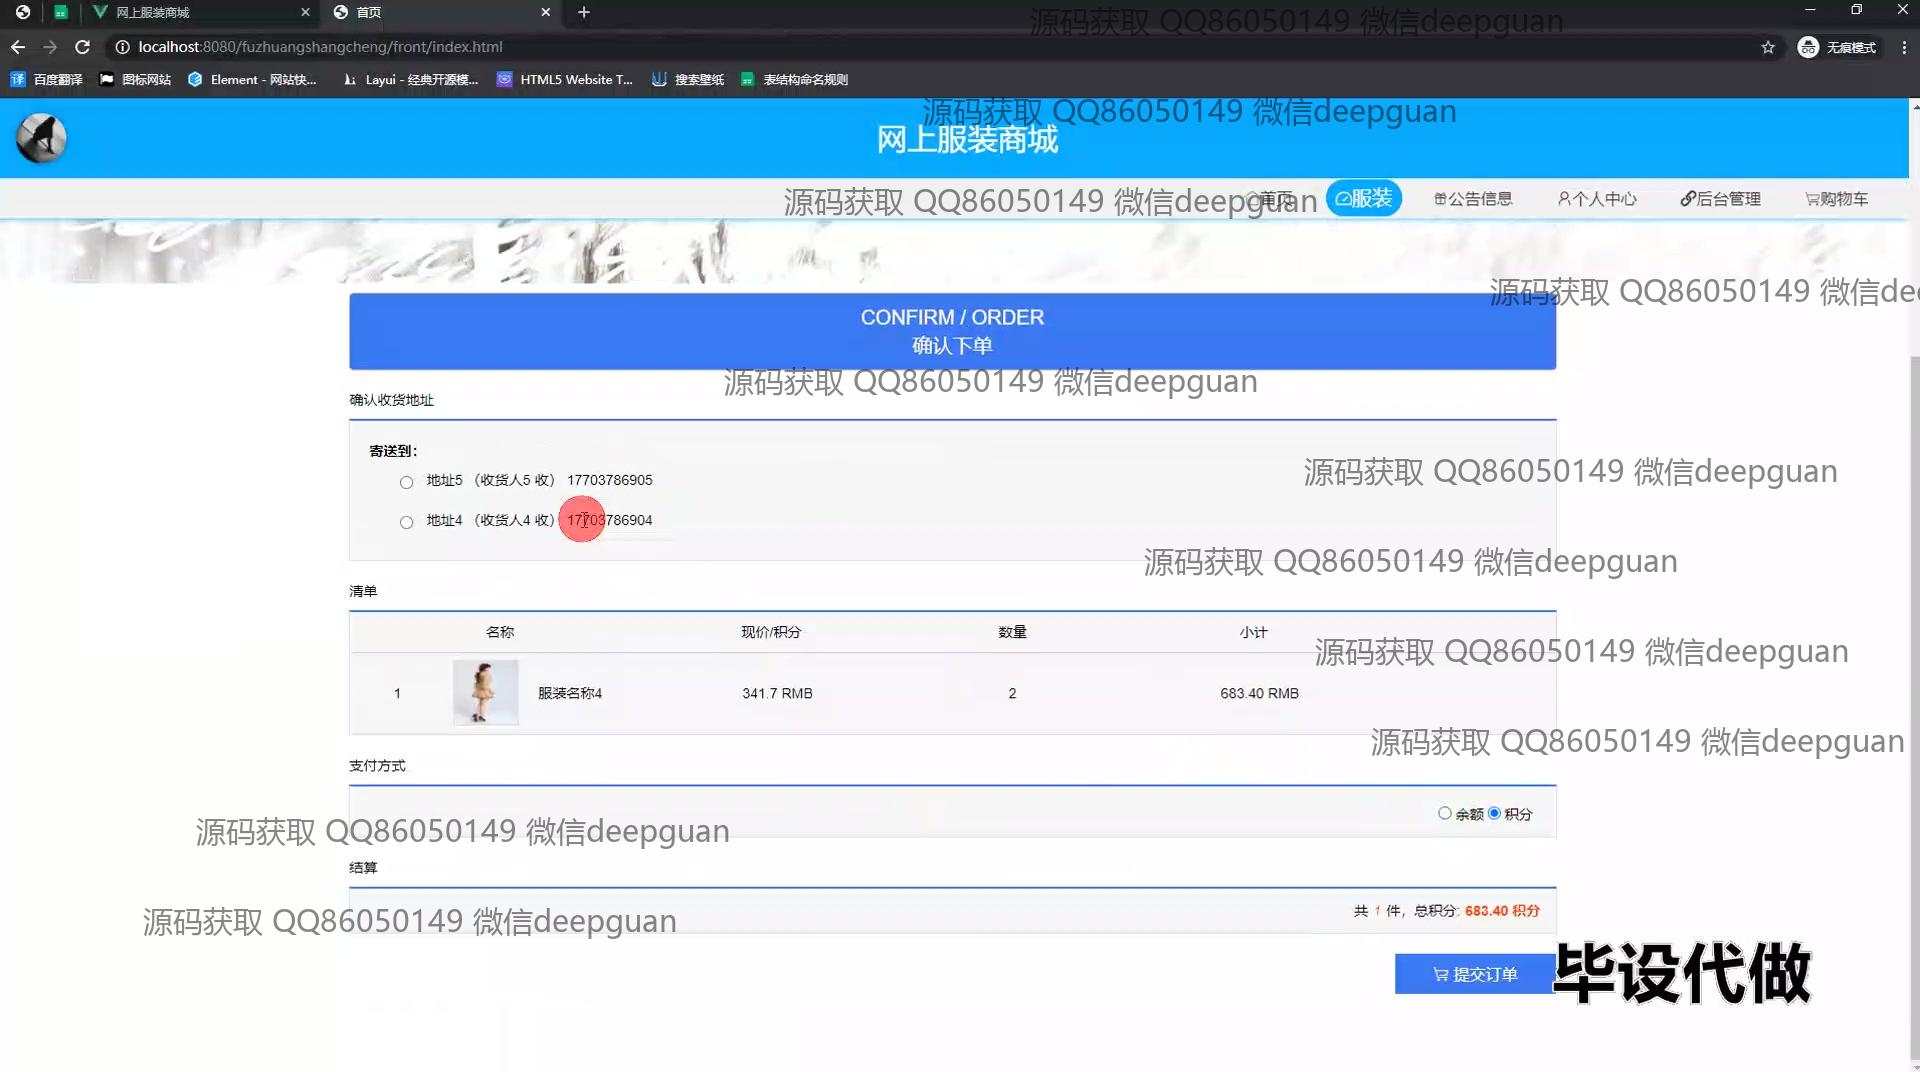 网上服装商城
首页
localhost:8080/fuzhuangshangcheng/front/index.html
无痕模式
百度翻译
图标网站
Element - 网站快...
Layui - 经典开源模...
HTML5 Website T...
搜索壁纸
表结构命名规则
源码获取 QQ86050149 微信deepguan
源码获取 QQ86050149 微信deepguan
网上服装商城
源码获取 QQ86050149 微信deepguan
首页
服装
公告信息
个人中心
后台管理
购物车
源码获取 QQ86050149 微信de
CONFIRM / ORDER
确认下单
源码获取 QQ86050149 微信deepguan
确认收货地址
寄送到:
地址5 （收货人5 收） 17703786905
源码获取 QQ86050149 微信deepguan
地址4 （收货人4 收） 17703786904
源码获取 QQ86050149 微信deepguan
清单
名称 现价/积分 数量 小计
源码获取 QQ86050149 微信deepguan
1 服装名称4 341.7 RMB 2 683.40 RMB
源码获取 QQ86050149 微信deepguan
支付方式
余额 积分
源码获取 QQ86050149 微信deepguan
结算
共 1 件，总积分: 683.40 积分
源码获取 QQ86050149 微信deepguan
提交订单
毕设代做